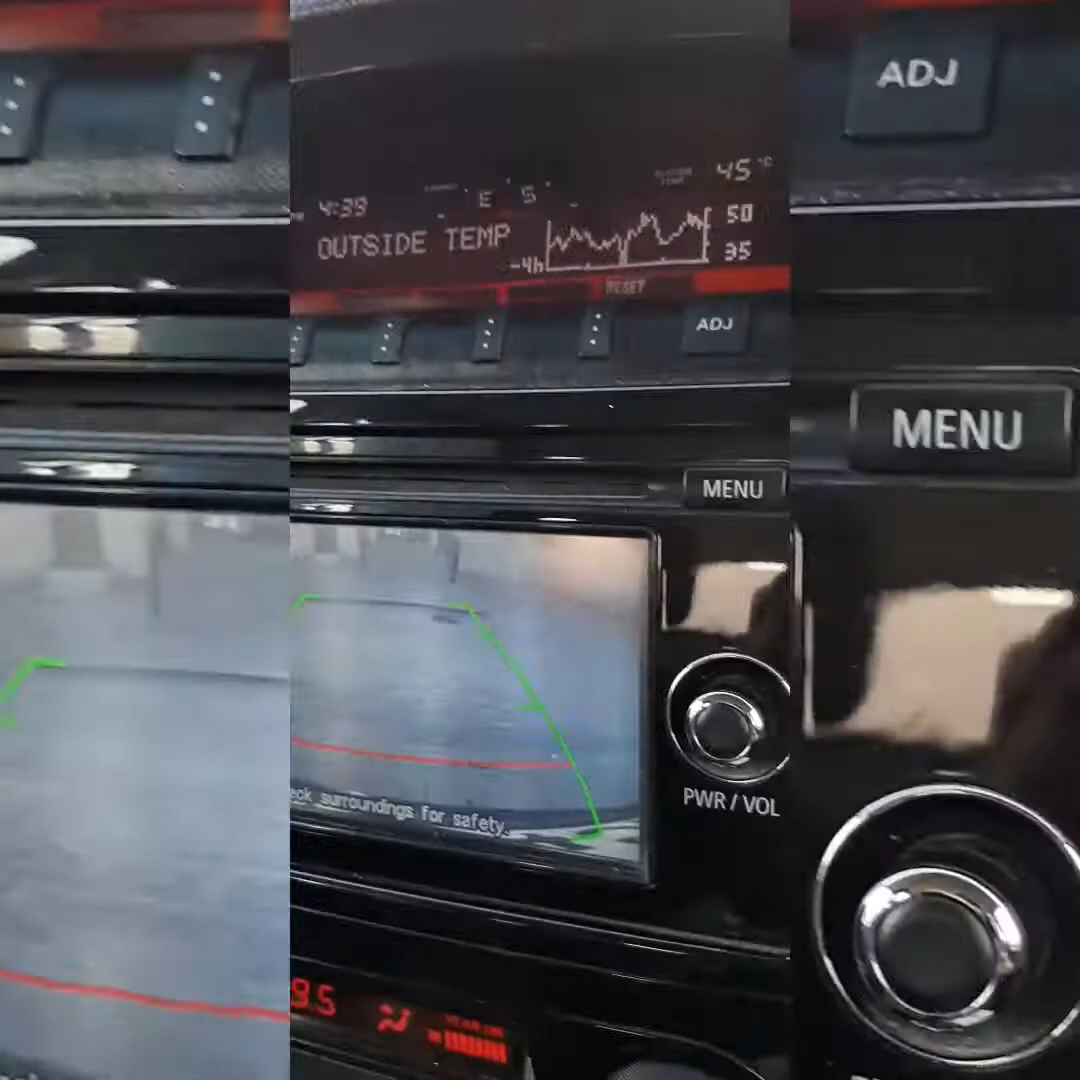 ADJ
45 °C
E S
4:39
50
OUTSIDE TEMP
35
-4h
RESET
ADJ
MENU
MENU
PWR / VOL
surroundings for safety.
9.5